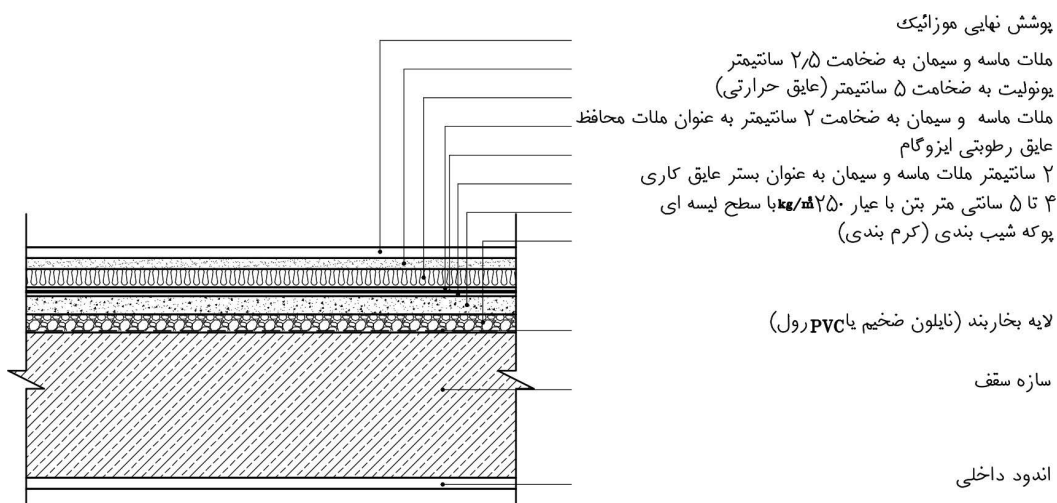 پوشش نهایی موزائیک
ملات ماسه و سیمان به ضخامت ۲٫۵ سانتیمتر
یونولیت به ضخامت ۵ سانتیمتر (عایق حرارتی)
ملات ماسه و سیمان به ضخامت ۲ سانتیمتر به عنوان ملات محافظ
عایق رطوبتی ایزوگام
۲ سانتیمتر ملات ماسه و سیمان به عنوان بستر عایق کاری
۴ تا ۵ سانتی متر بتن با عیار ۲۵۰kg/m³ با سطح لیسه ای
پوکه شیب بندی (کرم بندی)
لایه بخاربند (نایلون ضخیم یا PVC رول)
سازه سقف
اندود داخلی